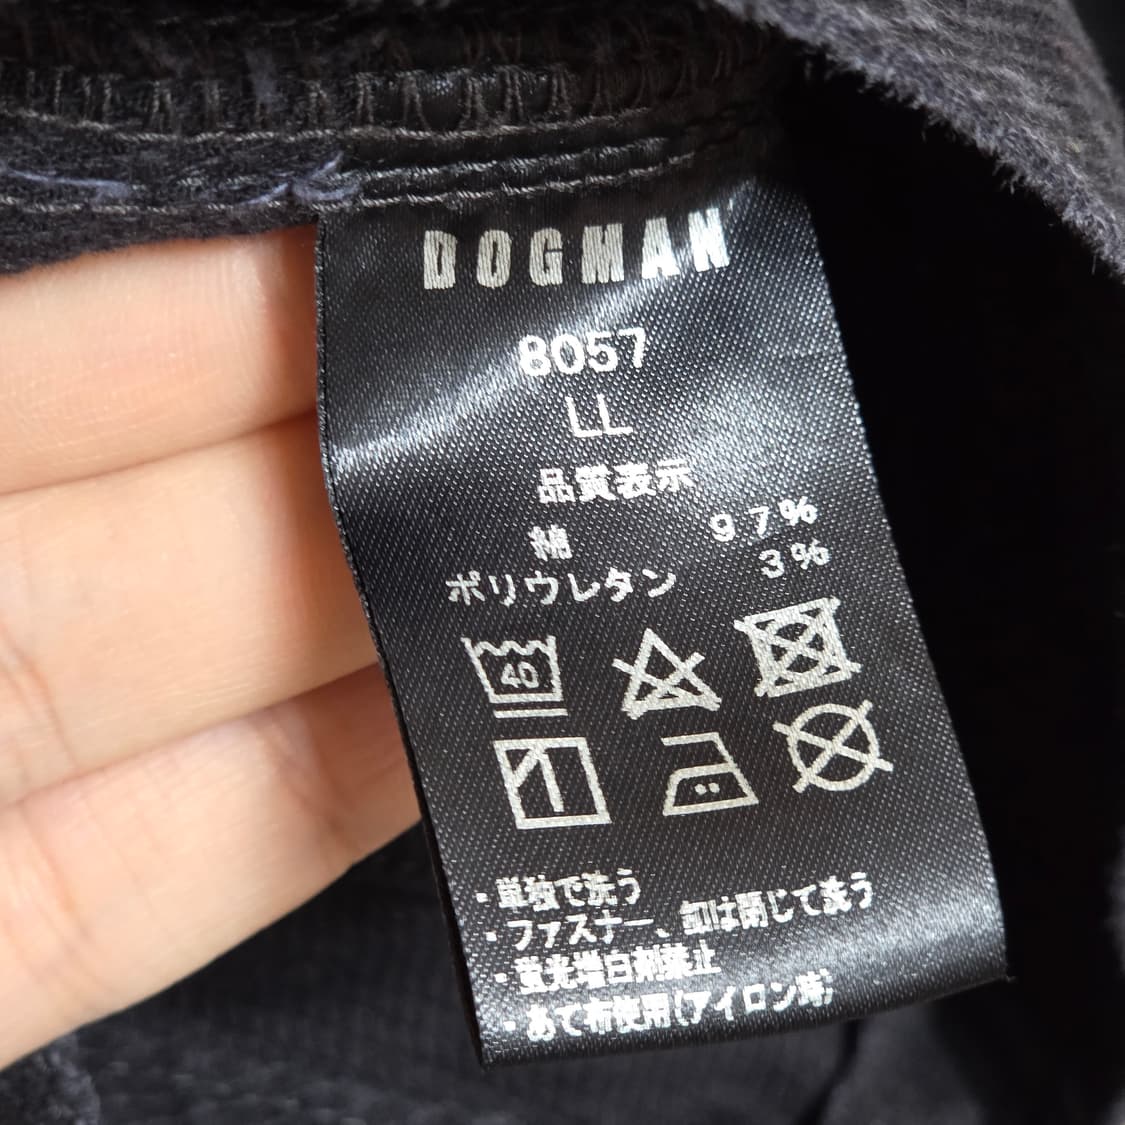 DOGMAN
8057
LL
品質表示
綿 97%
ポリウレタン 3%
40
・単独で洗う
・ファスナー、釦は閉じて洗う
・蛍光増白剤禁止
・あて布使用(アイロン時)